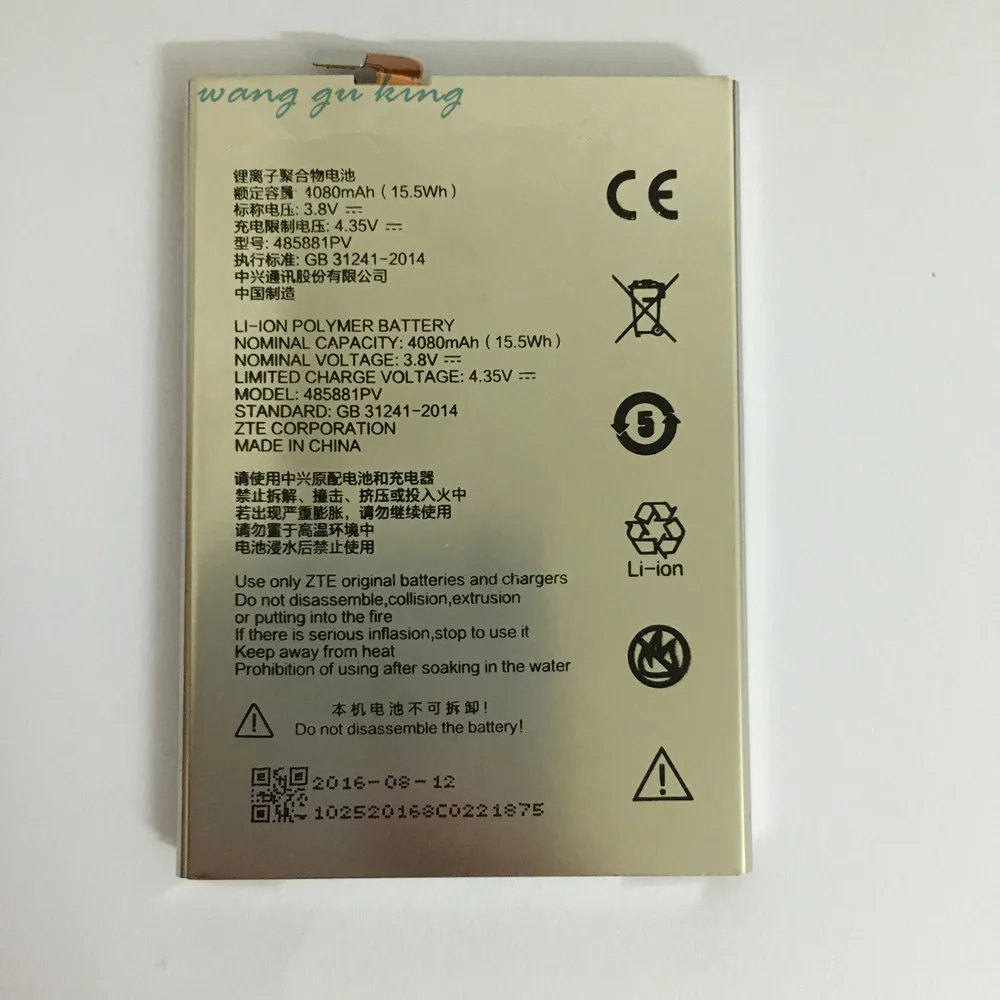 wang gu king
锂离子聚合物电池
额定容量: 4080mAh (15.5Wh)
标称电压: 3.8V
充电限制电压: 4.35V
型号: 485881PV
执行标准: GB 31241-2014
中兴通讯股份有限公司
中国制造
LI-ION POLYMER BATTERY
NOMINAL CAPACITY: 4080mAh (15.5Wh)
NOMINAL VOLTAGE: 3.8V
LIMITED CHARGE VOLTAGE: 4.35V
MODEL: 485881PV
STANDARD: GB 31241-2014
ZTE CORPORATION
MADE IN CHINA
请使用中兴原配电池和充电器
禁止拆解、撞击、挤压或投入火中
若出现严重膨胀，请勿继续使用
请勿置于高温环境中
电池浸水后禁止使用
Use only ZTE original batteries and chargers
Do not disassemble,collision,extrusion
or putting into the fire
If there is serious inflasion,stop to use it
Keep away from heat
Prohibition of using after soaking in the water
本机电池不可拆卸!
Do not disassemble the battery!
2016-08-12
102520168C0221875
CE
5
Li-ion